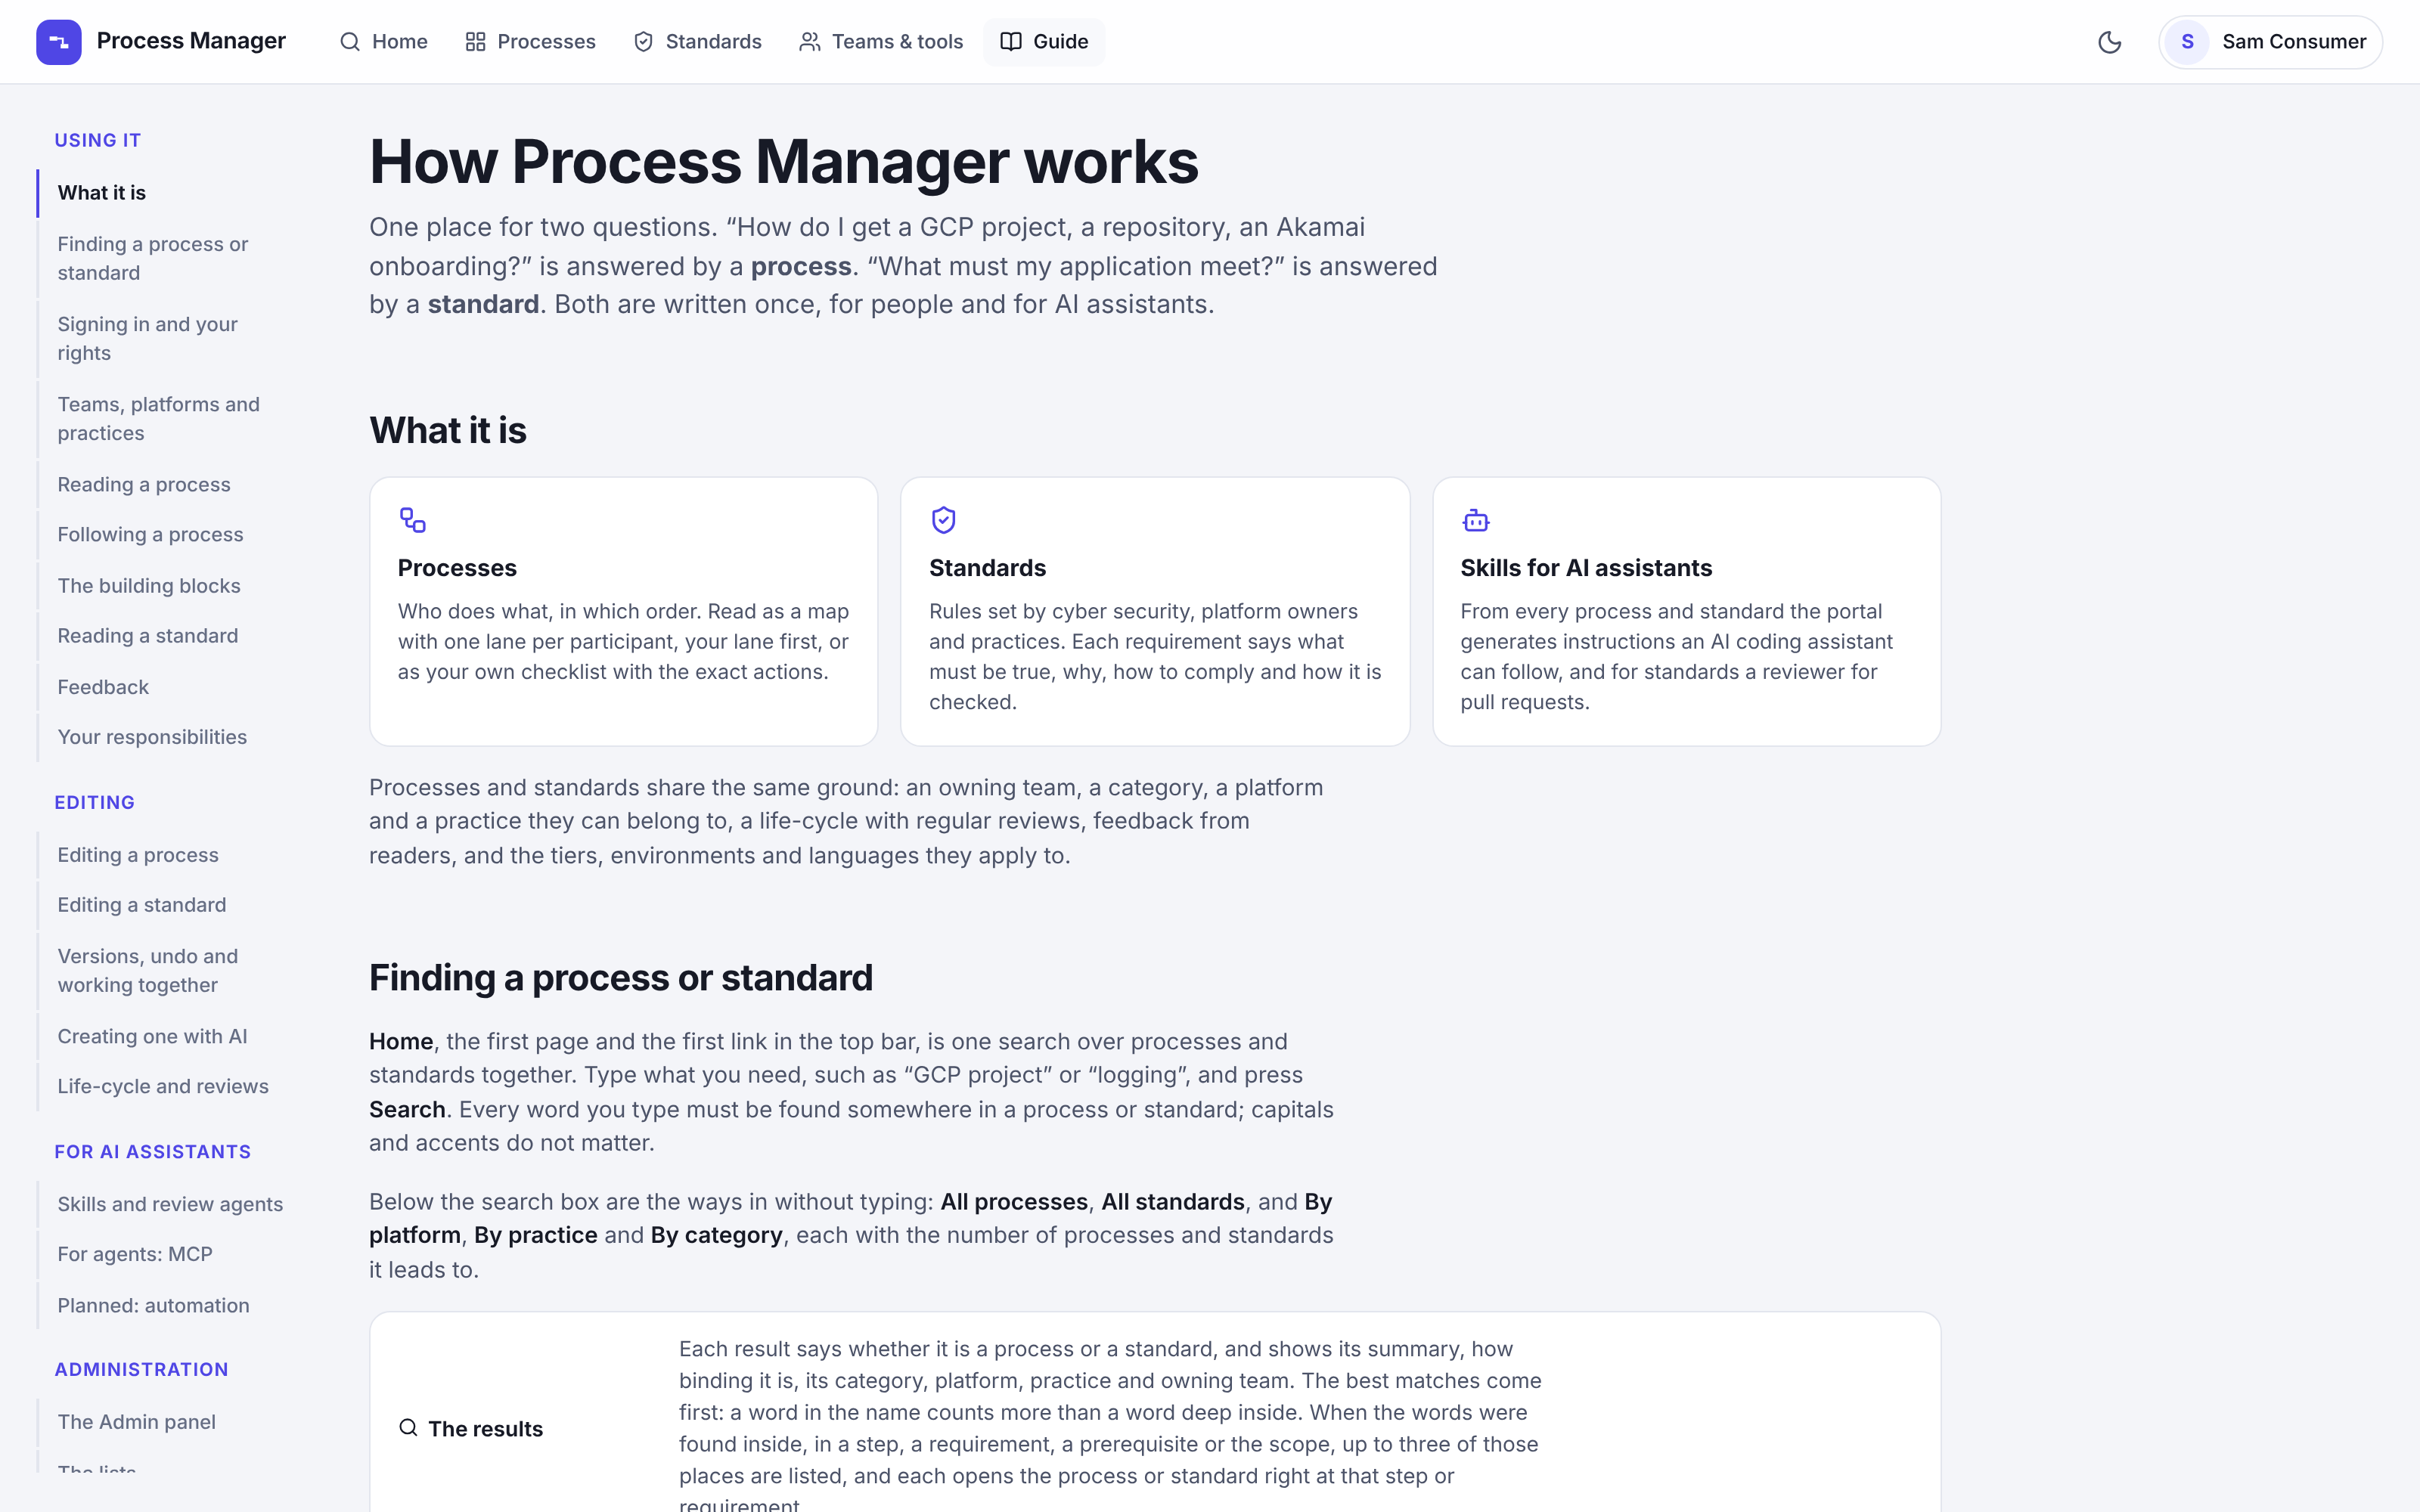 Process Manager
Home
Processes
Standards
Teams & tools
Guide
S
Sam Consumer
USING IT
What it is
Finding a process or
standard
Signing in and your
rights
Teams, platforms and
practices
Reading a process
Following a process
The building blocks
Reading a standard
Feedback
Your responsibilities
EDITING
Editing a process
Editing a standard
Versions, undo and
working together
Creating one with AI
Life-cycle and reviews
FOR AI ASSISTANTS
Skills and review agents
For agents: MCP
Planned: automation
ADMINISTRATION
The Admin panel
The lists
How Process Manager works
One place for two questions. “How do I get a GCP project, a repository, an Akamai
onboarding?” is answered by a process. “What must my application meet?” is answered
by a standard. Both are written once, for people and for AI assistants.
What it is
Processes
Who does what, in which order. Read as a map
with one lane per participant, your lane first, or
as your own checklist with the exact actions.
Standards
Rules set by cyber security, platform owners
and practices. Each requirement says what
must be true, why, how to comply and how it is
checked.
Skills for AI assistants
From every process and standard the portal
generates instructions an AI coding assistant
can follow, and for standards a reviewer for
pull requests.
Processes and standards share the same ground: an owning team, a category, a platform
and a practice they can belong to, a life-cycle with regular reviews, feedback from
readers, and the tiers, environments and languages they apply to.
Finding a process or standard
Home, the first page and the first link in the top bar, is one search over processes and
standards together. Type what you need, such as “GCP project” or “logging”, and press
Search. Every word you type must be found somewhere in a process or standard; capitals
and accents do not matter.
Below the search box are the ways in without typing: All processes, All standards, and By
platform, By practice and By category, each with the number of processes and standards
it leads to.
The results
Each result says whether it is a process or a standard, and shows its summary, how
binding it is, its category, platform, practice and owning team. The best matches come
first: a word in the name counts more than a word deep inside. When the words were
found inside, in a step, a requirement, a prerequisite or the scope, up to three of those
places are listed, and each opens the process or standard right at that step or
requirement.